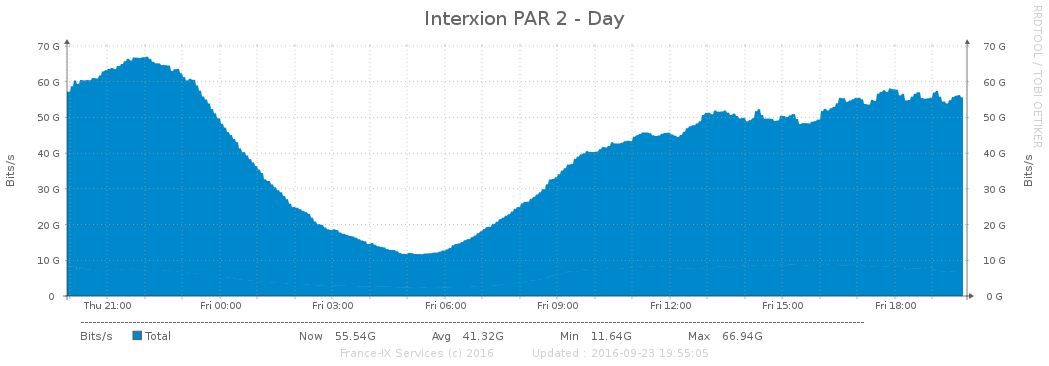 Interxion PAR 2 - Day
RRDTOOL / TOBI OETIKER
Bits/s
70 G 70 G
60 G 60 G
50 G 50 G
40 G 40 G
30 G 30 G
20 G 20 G
10 G 10 G
0 0 G
Bits/s
Thu 21:00 Fri 00:00 Fri 03:00 Fri 06:00 Fri 09:00 Fri 12:00 Fri 15:00 Fri 18:00
Bits/s Total Now 55.54G Avg 41.32G Min 11.64G Max 66.94G
France-IX Services (c) 2016 Updated : 2016-09-23 19:55:05